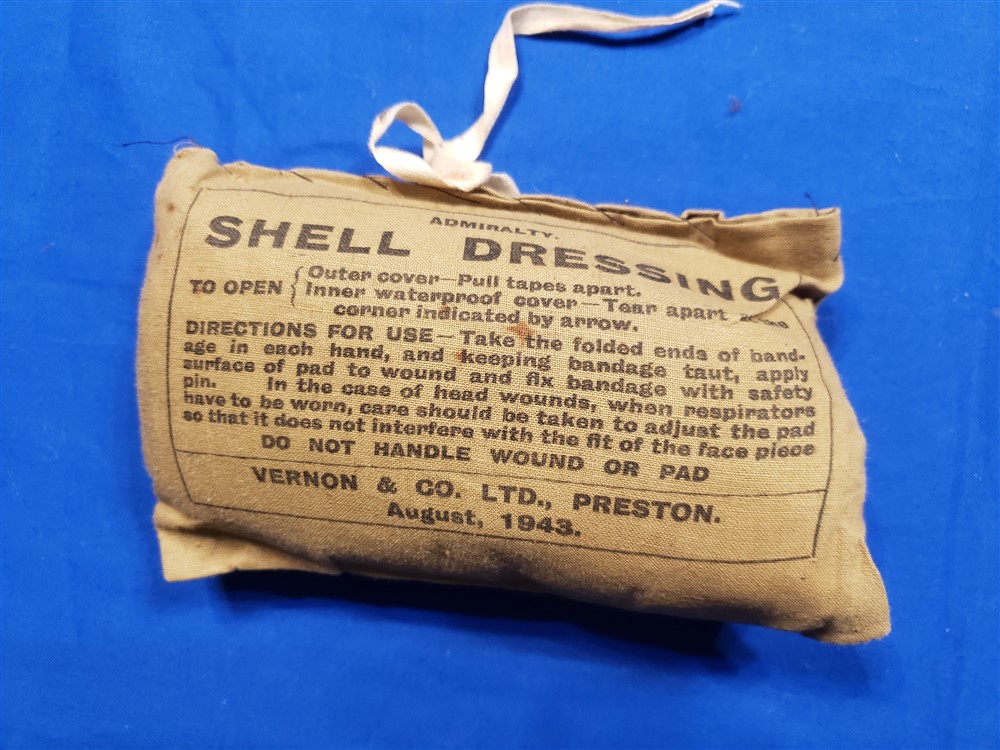 ADMIRALTY.
SHELL DRESSING
TO OPEN { Outer cover—Pull tapes apart.
Inner waterproof cover—Tear apart
corner indicated by arrow.
DIRECTIONS FOR USE—Take the folded ends of band-
age in each hand, and keeping bandage taut, apply
surface of pad to wound and fix bandage with safety
pin. In the case of head wounds, when respirators
have to be worn, care should be taken to adjust the pad
so that it does not interfere with the fit of the face piece
DO NOT HANDLE WOUND OR PAD
VERNON & CO. LTD., PRESTON.
August, 1943.